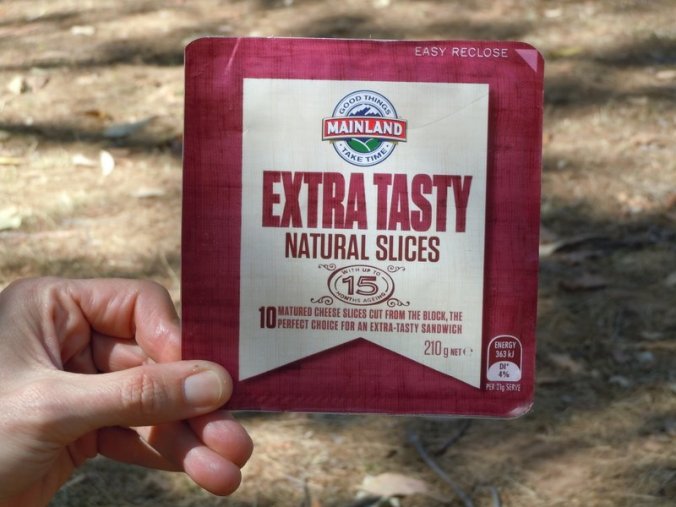 EASY RECLOSE
GOOD THINGS
MAINLAND
TAKE TIME
EXTRA TASTY
NATURAL SLICES
WITH UP TO
15
MONTHS AGEING
10 MATURED CHEESE SLICES CUT FROM THE BLOCK, THE
PERFECT CHOICE FOR AN EXTRA-TASTY SANDWICH
210g NET
ENERGY
363 kJ
DI*
4%
PER 21g SERVE